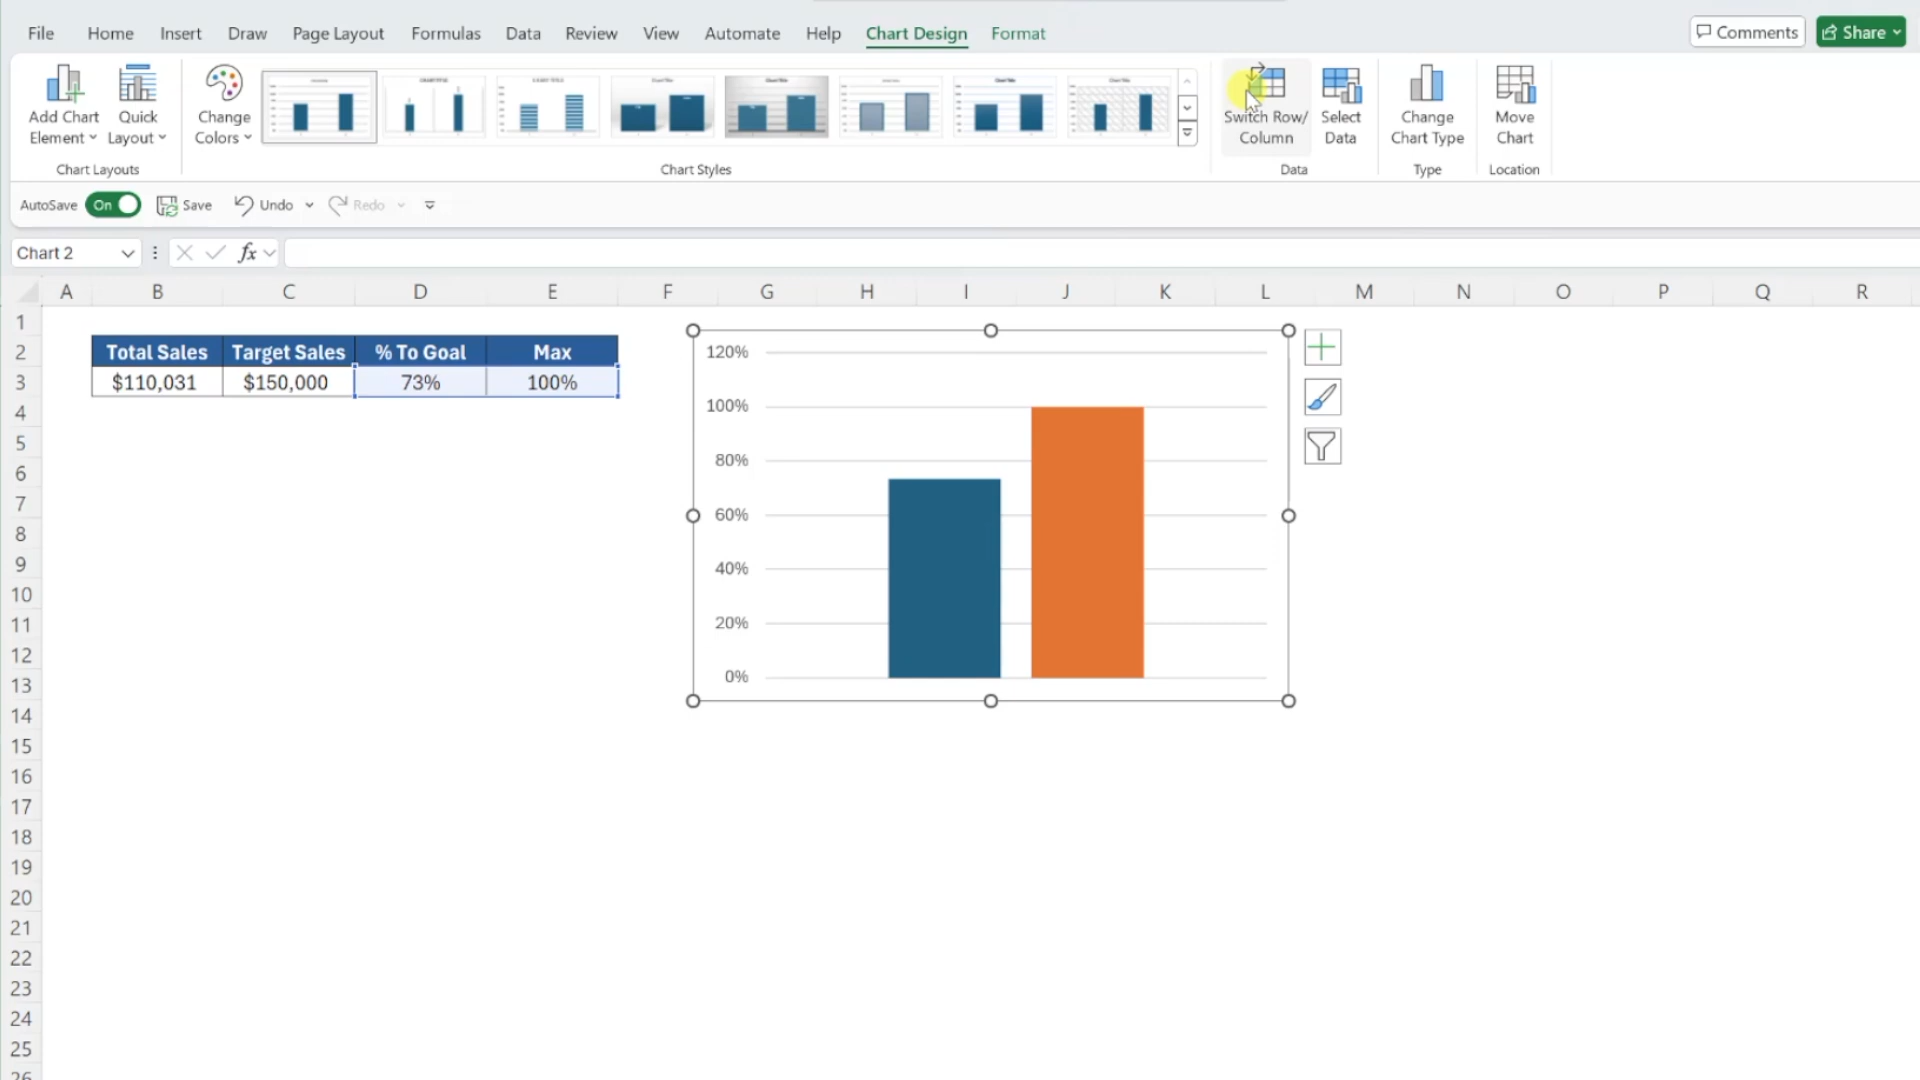 File Home Insert Draw Page Layout Formulas Data Review View Automate Help Chart Design Format Comments Share
Add Chart Element
Quick Layout
Change Colors
Switch Row/ Column
Select Data
Change Chart Type
Move Chart
Chart Layouts Chart Styles Data Type Location
AutoSave On Save Undo Redo
Chart 2 fx
A B C D E F G H I J K L M N O P Q R
1
2 Total Sales Target Sales % To Goal Max
3 $110,031 $150,000 73% 100%
4
5
6
7
8
9
10
11
12
13
14
15
16
17
18
19
20
21
22
23
24
25
26
120%
100%
80%
60%
40%
20%
0%